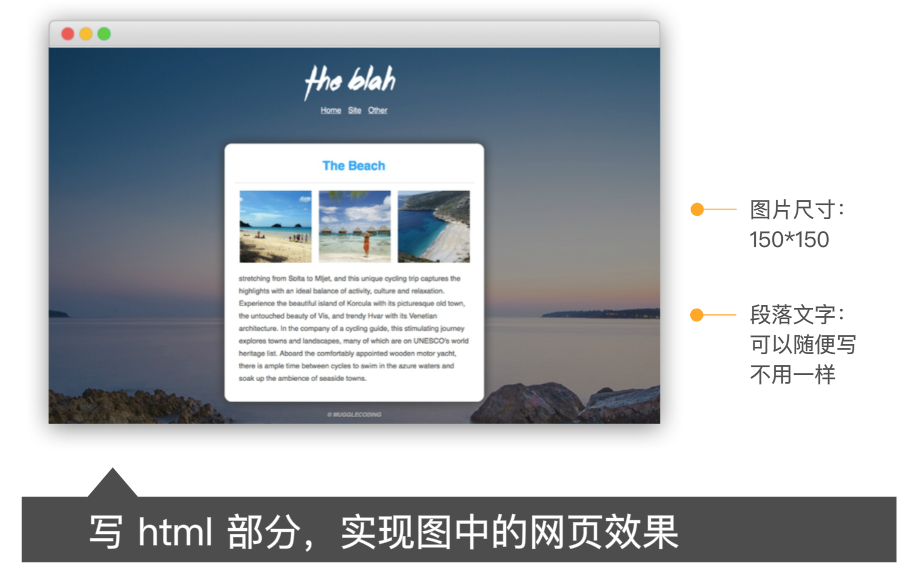 the blah
Home Site Other
The Beach
stretching from Solta to Mljet, and this unique cycling trip captures the
highlights with an ideal balance of activity, culture and relaxation.
Experience the beautiful island of Korcula with its picturesque old town,
the untouched beauty of Vis, and trendy Hvar with its Venetian
architecture. In the company of a cycling guide, this stimulating journey
explores towns and landscapes, many of which are on UNESCO's world
heritage list. Aboard the comfortably appointed wooden motor yacht,
there is ample time between cycles to swim in the azure waters and
soak up the ambience of seaside towns.
© MUGGLECODING
图片尺寸：
150*150
段落文字：
可以随便写
不用一样
写 html 部分，实现图中的网页效果